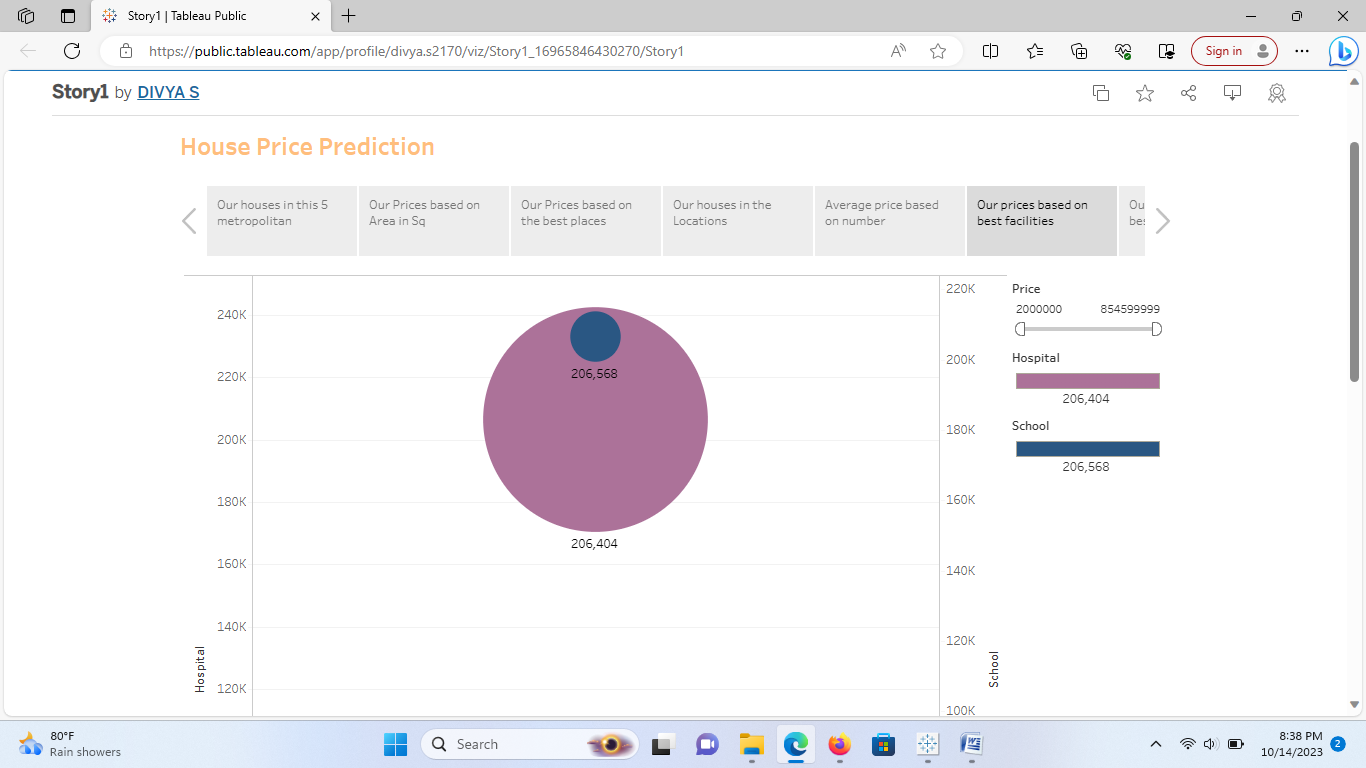 Story1 | Tableau Public
https://public.tableau.com/app/profile/divya.s2170/viz/Story1_16965846430270/Story1
A
Sign in
Story1 by DIVYA S
House Price Prediction
Our houses in this 5
metropolitan
Our Prices based on
Area in Sq
Our Prices based on
the best places
Our houses in the
Locations
Average price based
on number
Our prices based on
best facilities
Ou
bes
240K
220K
200K
180K
160K
140K
120K
Hospital
206,568
206,404
220K
200K
180K
160K
140K
120K
100K
School
Price
2000000 854599999
Hospital
206,404
School
206,568
80°F
Rain showers
Search
8:38 PM
10/14/2023
2